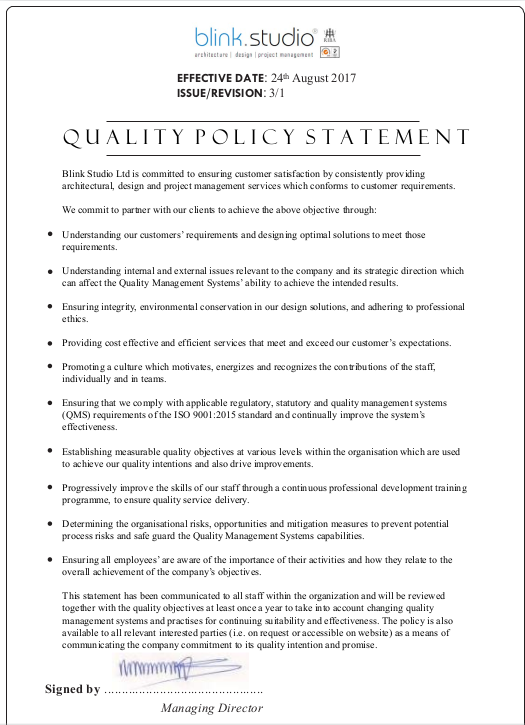 blink.studio®
RIBA
architecture | design | project management
EFFECTIVE DATE: 24th August 2017
ISSUE/REVISION: 3/1
QUALITY POLICY STATEMENT
Blink Studio Ltd is committed to ensuring customer satisfaction by consistently providing
architectural, design and project management services which conforms to customer requirements.
We commit to partner with our clients to achieve the above objective through:
● Understanding our customers' requirements and designing optimal solutions to meet those
requirements.
● Understanding internal and external issues relevant to the company and its strategic direction which
can affect the Quality Management Systems' ability to achieve the intended results.
● Ensuring integrity, environmental conservation in our design solutions, and adhering to professional
ethics.
● Providing cost effective and efficient services that meet and exceed our customer's expectations.
● Promoting a culture which motivates, energizes and recognizes the contributions of the staff,
individually and in teams.
● Ensuring that we comply with applicable regulatory, statutory and quality management systems
(QMS) requirements of the ISO 9001:2015 standard and continually improve the system's
effectiveness.
● Establishing measurable quality objectives at various levels within the organisation which are used
to achieve our quality intentions and also drive improvements.
● Progressively improve the skills of our staff through a continuous professional development training
programme, to ensure quality service delivery.
● Determining the organisational risks, opportunities and mitigation measures to prevent potential
process risks and safe guard the Quality Management Systems capabilities.
● Ensuring all employees' are aware of the importance of their activities and how they relate to the
overall achievement of the company's objectives.
This statement has been communicated to all staff within the organization and will be reviewed
together with the quality objectives at least once a year to take into account changing quality
management systems and practises for continuing suitability and effectiveness. The policy is also
available to all relevant interested parties (i.e. on request or accessible on website) as a means of
communicating the company commitment to its quality intention and promise.
Signed by ............................................
Managing Director